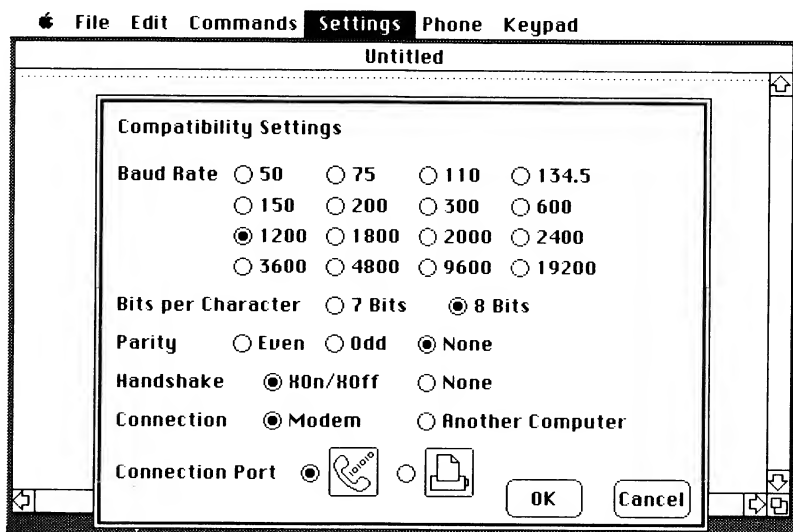 File Edit Commands Settings Phone Keypad
Untitled
Compatibility Settings
Baud Rate 50 75 110 134.5
150 200 300 600
1200 1800 2000 2400
3600 4800 9600 19200
Bits per Character 7 Bits 8 Bits
Parity Even Odd None
Handshake XOn/XOff None
Connection Modem Another Computer
Connection Port
OK Cancel